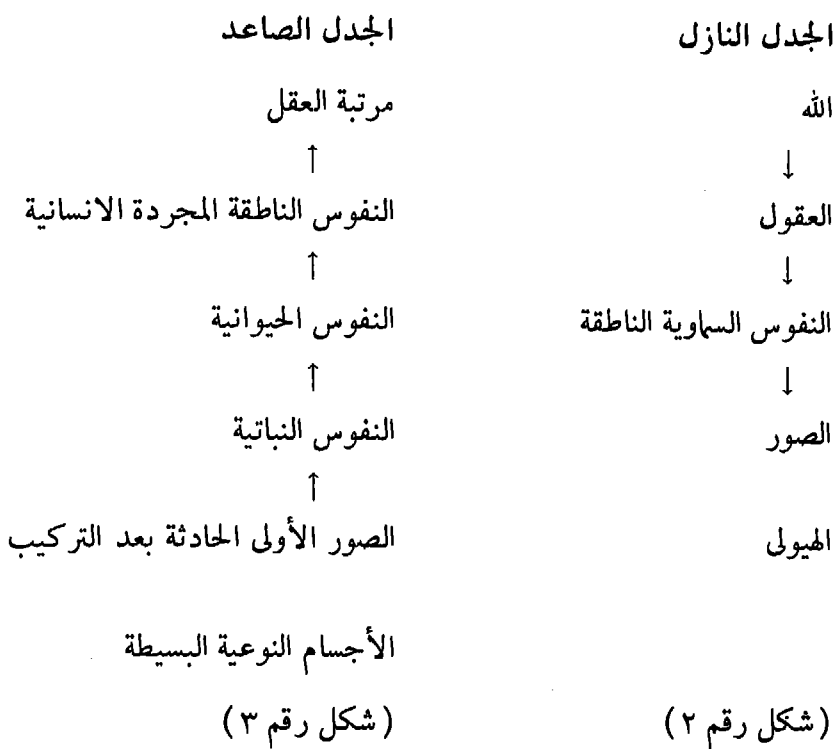 الجدل النازل
الله
↓
العقول
↓
النفوس السماوية الناطقة
↓
الصور
الهيولى
(شكل رقم ٢)
الجدل الصاعد
مرتبة العقل
↑
النفوس الناطقة المجردة الانسانية
↑
النفوس الحيوانية
↑
النفوس النباتية
↑
الصور الأولى الحادثة بعد التركيب
الأجسام النوعية البسيطة
(شكل رقم ٣)